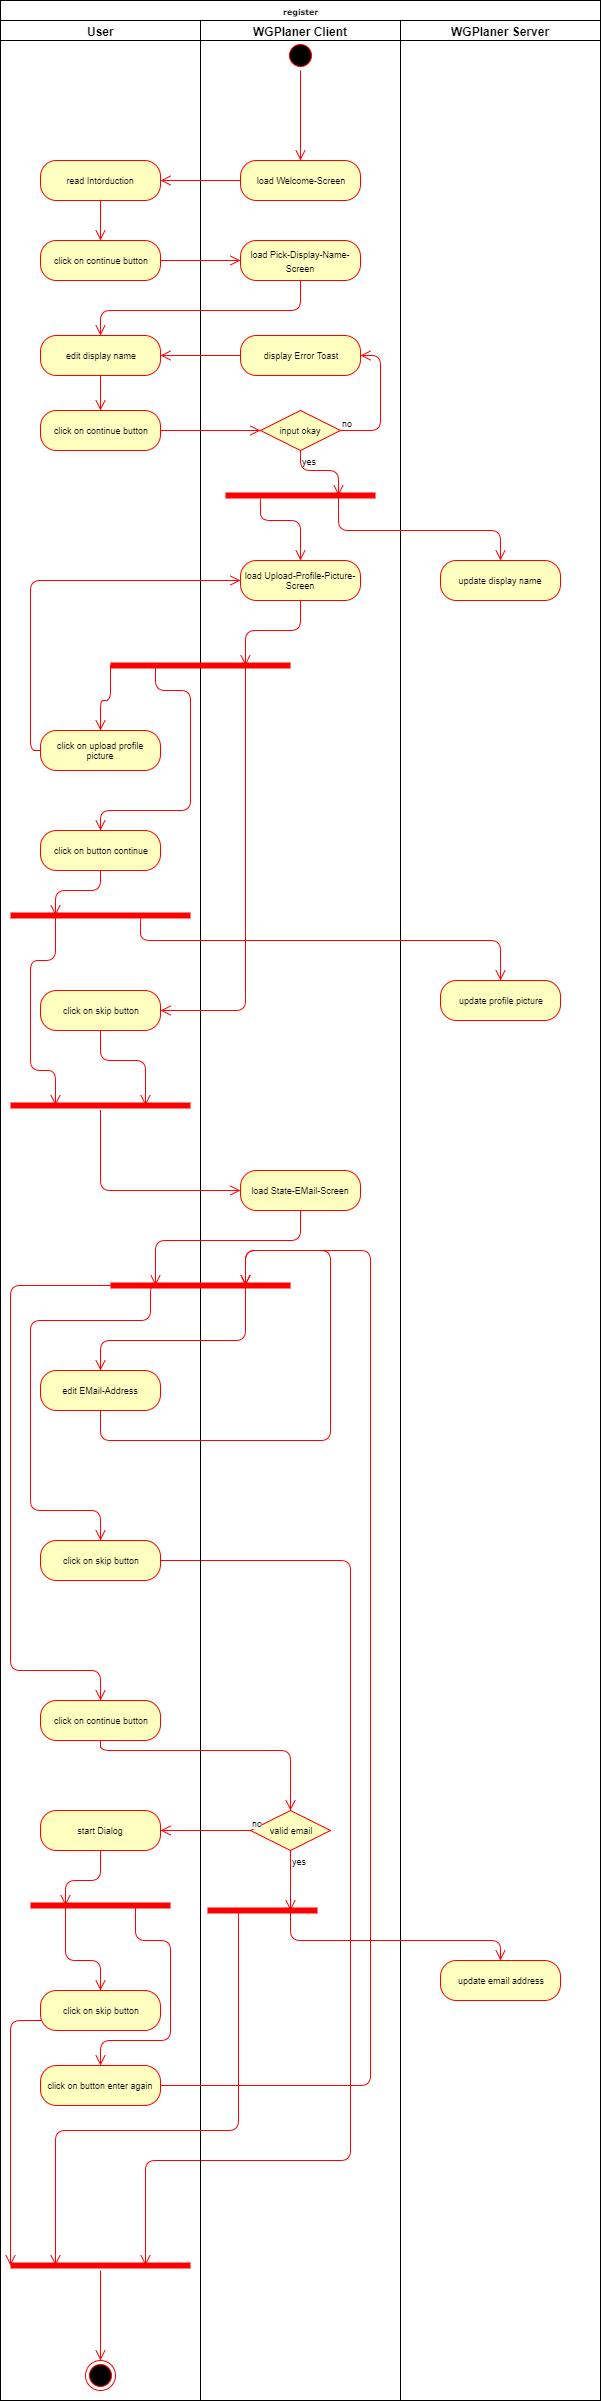 register
User
WGPlaner Client
WGPlaner Server
read Intorduction
load Welcome-Screen
click on continue button
load Pick-Display-Name-
Screen
edit display name
display Error Toast
click on continue button
input okay
no
yes
load Upload-Profile-Picture-
Screen
update display name
click on upload profile
picture
click on button continue
click on skip button
update profile picture
load State-EMail-Screen
edit EMail-Address
click on skip button
click on continue button
start Dialog
no
valid email
yes
click on skip button
update email address
click on button enter again